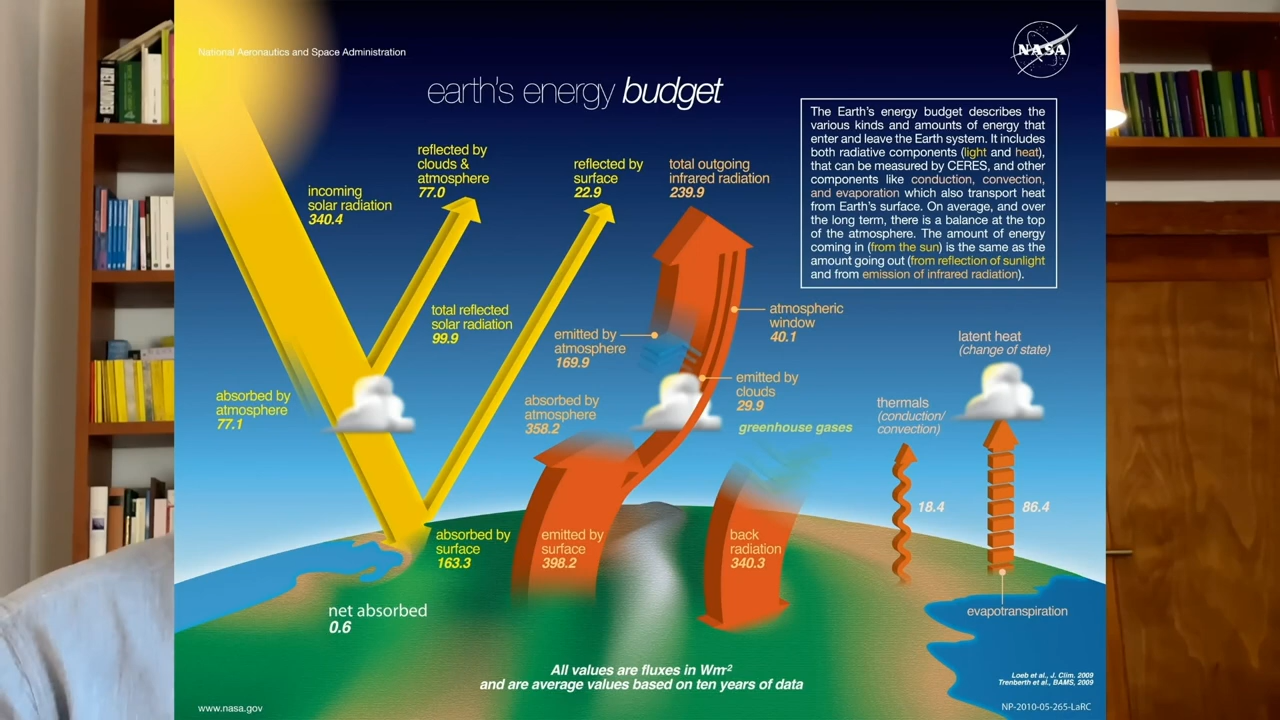 National Aeronautics and Space Administration
NASA
earth's energy budget
The Earth's energy budget describes the
various kinds and amounts of energy that
enter and leave the Earth system. It includes
both radiative components (light and heat),
that can be measured by CERES, and other
components like conduction, convection,
and evaporation which also transport heat
from Earth's surface. On average, and over
the long term, there is a balance at the top
of the atmosphere. The amount of energy
coming in (from the sun) is the same as the
amount going out (from reflection of sunlight
and from emission of infrared radiation).
reflected by
clouds &
atmosphere
77.0
reflected by
surface
22.9
total outgoing
infrared radiation
239.9
incoming
solar radiation
340.4
total reflected
solar radiation
99.9
emitted by
atmosphere
169.9
atmospheric
window
40.1
latent heat
(change of state)
absorbed by
atmosphere
77.1
absorbed by
atmosphere
358.2
emitted by
clouds
29.9
greenhouse gases
thermals
(conduction/
convection)
18.4
86.4
absorbed by
surface
163.3
emitted by
surface
398.2
back
radiation
340.3
net absorbed
0.6
evapotranspiration
All values are fluxes in Wm-2
and are average values based on ten years of data
Loeb et al., J. Clim. 2009
Trenberth et al., BAMS, 2009
www.nasa.gov
NP-2010-05-265-LaRC